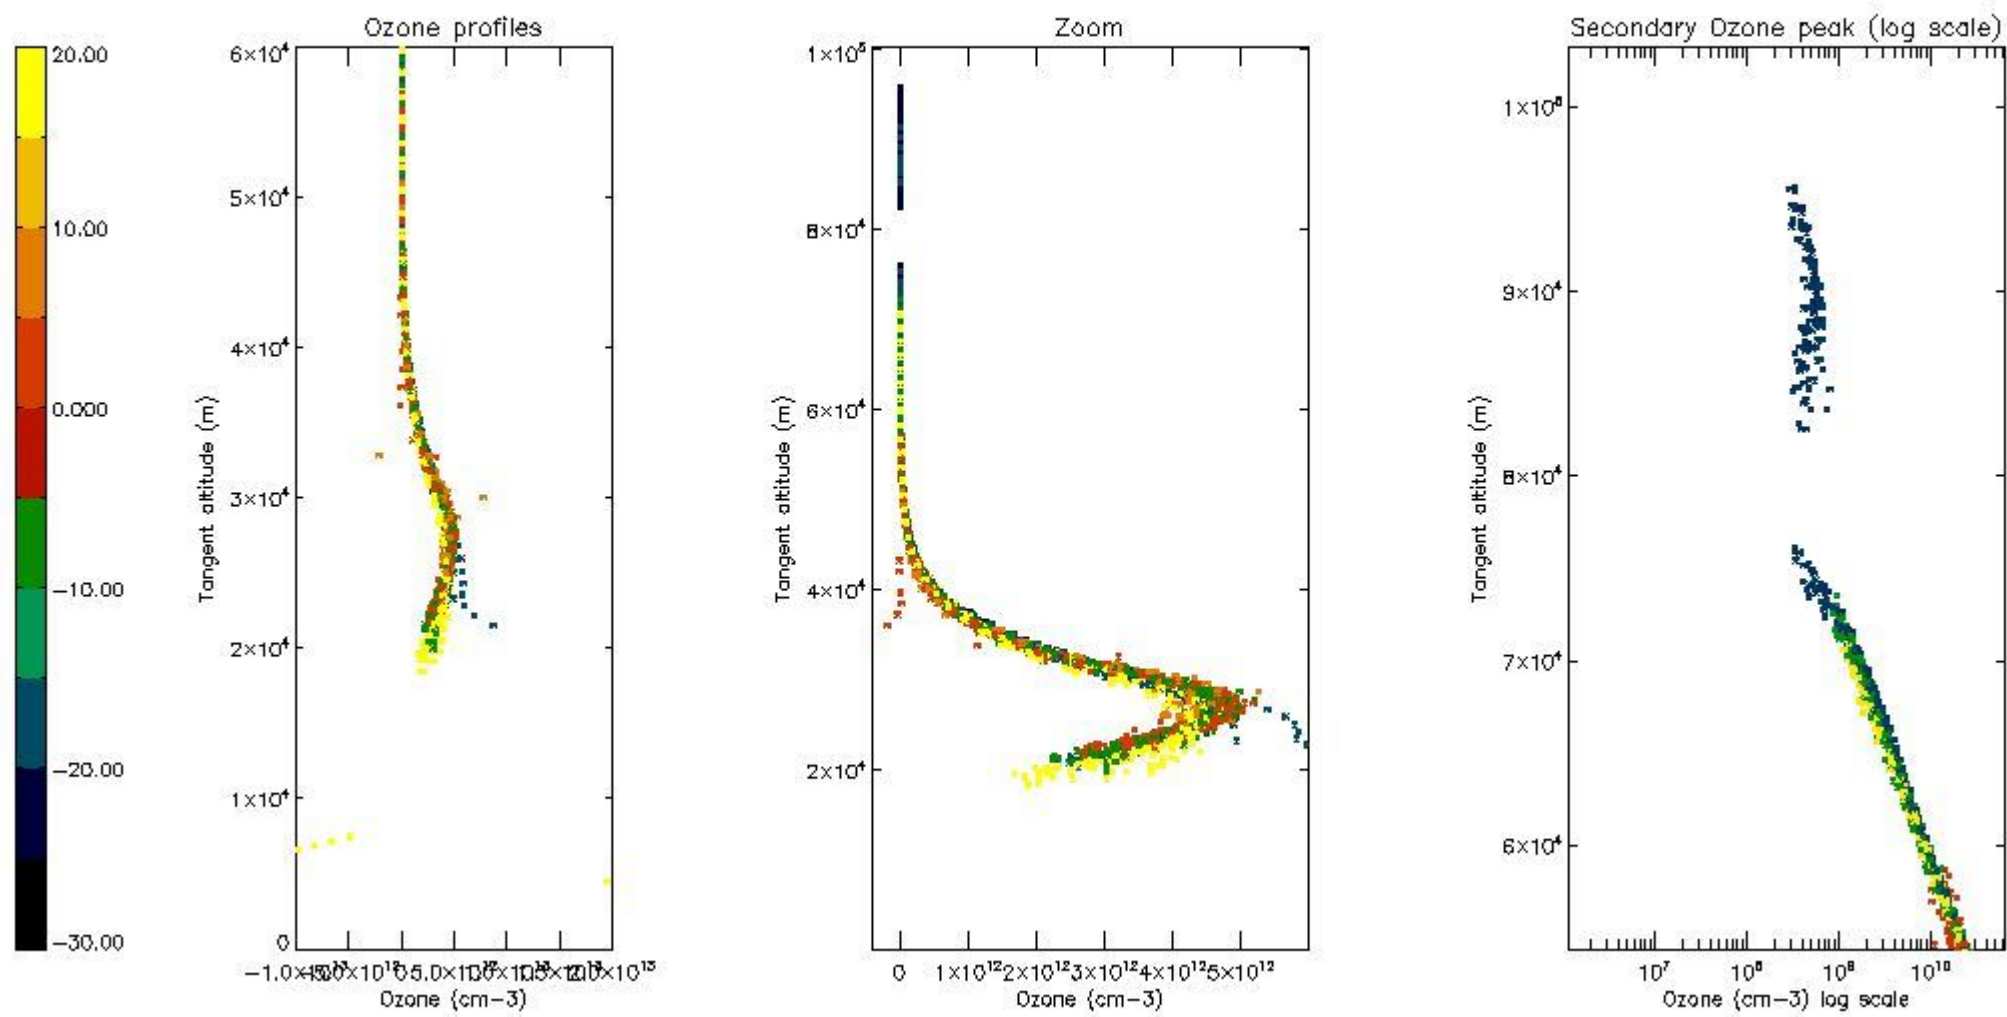 Ozone profiles
Zoom
Secondary Ozone peak (log scale)
20.00
10.00
0.000
-10.00
-20.00
-30.00
6×10⁴
5×10⁴
4×10⁴
3×10⁴
2×10⁴
1×10⁴
0
Tangent altitude (m)
0
Ozone (cm-3)
1×10⁵
8×10⁴
6×10⁴
4×10⁴
2×10⁴
Tangent altitude (m)
0 1×10¹² 2×10¹² 3×10¹² 4×10¹² 5×10¹²
Ozone (cm-3)
9×10⁴
8×10⁴
7×10⁴
6×10⁴
Tangent altitude (m)
10⁷ 10⁸ 10⁹ 10¹⁰
Ozone (cm-3) log scale